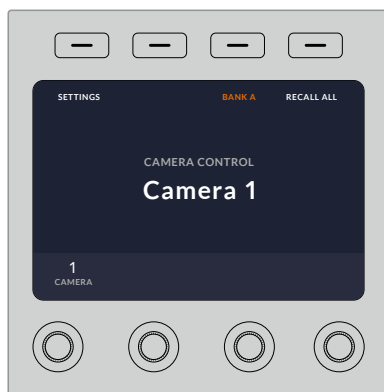 SETTINGS BANK A RECALL ALL
CAMERA CONTROL
Camera 1
1
CAMERA